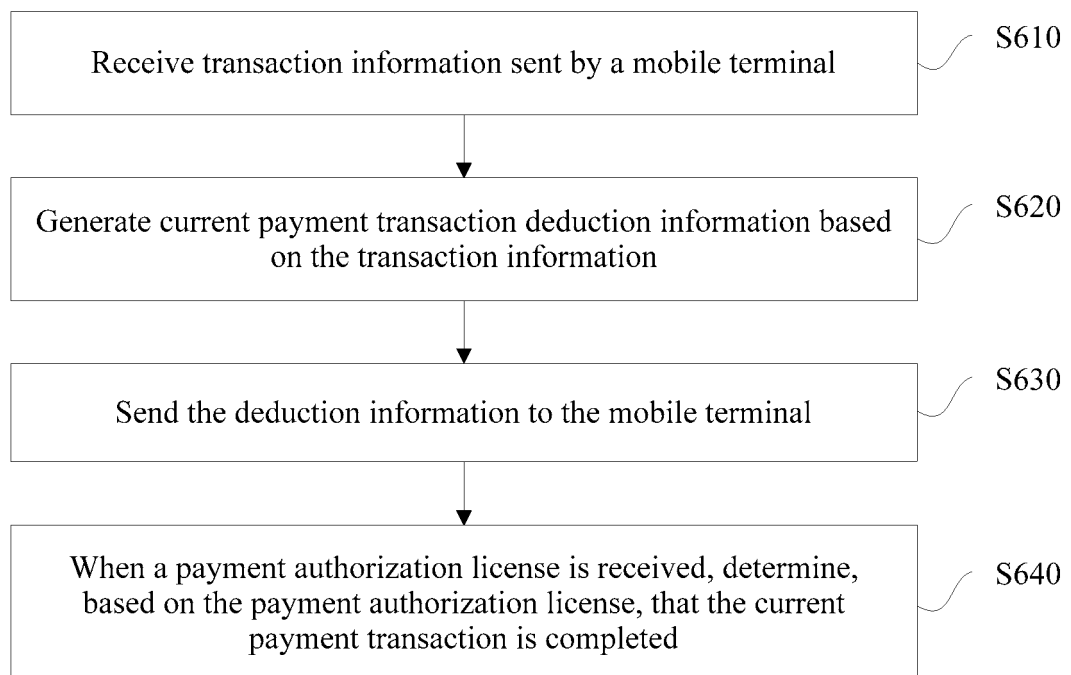 Receive transaction information sent by a mobile terminal
S610
Generate current payment transaction deduction information based
on the transaction information
S620
Send the deduction information to the mobile terminal
S630
When a payment authorization license is received, determine,
based on the payment authorization license, that the current
payment transaction is completed
S640